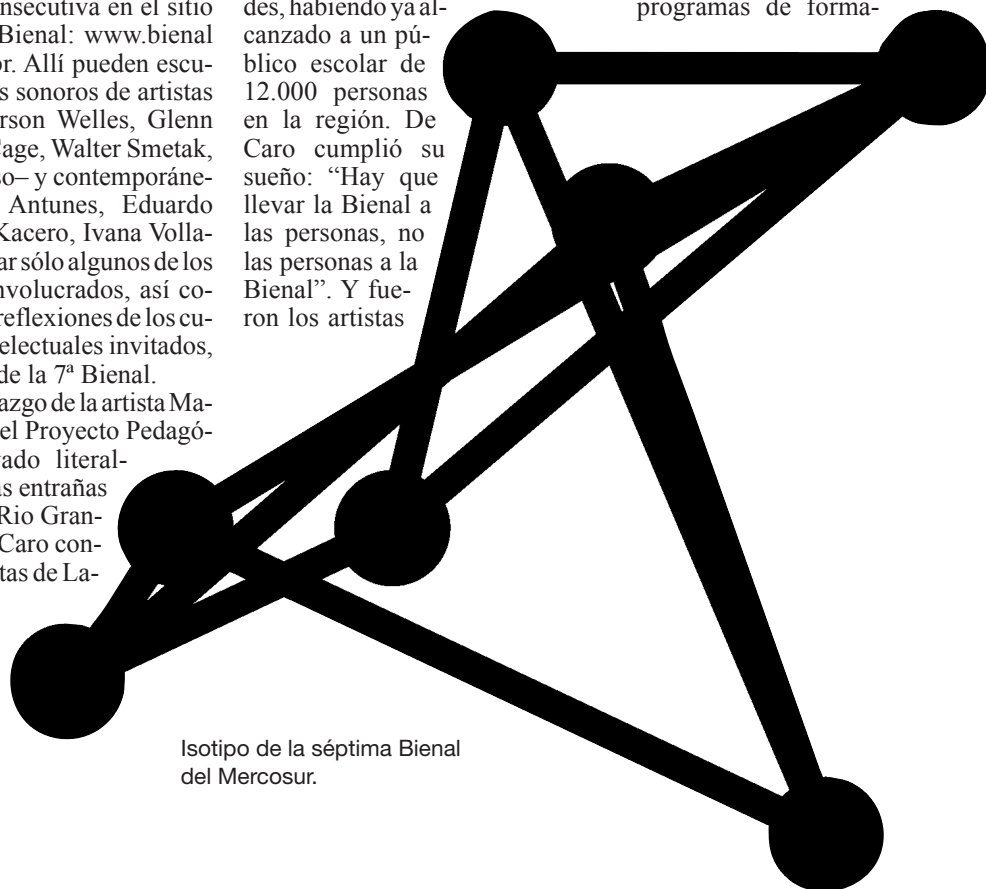 nsecutiva en el sitio
Bienal: www.bienal
or. Allí pueden escu-
s sonoros de artistas
rson Welles, Glenn
Cage, Walter Smetak,
so– y contemporáne-
Antunes, Eduardo
Kacero, Ivana Volla-
ar sólo algunos de los
nvolucrados, así co-
reflexiones de los cu-
electuales invitados,
de la 7ª Bienal.
azgo de la artista Ma-
el Proyecto Pedagó-
vado literal-
as entrañas
Rio Gran-
Caro con-
tas de La-
des, habiendo ya al-
canzado a un pú-
blico escolar de
12.000 personas
en la región. De
Caro cumplió su
sueño: “Hay que
llevar la Bienal a
las personas, no
las personas a la
Bienal”. Y fue-
ron los artistas
programas de forma-
Isotipo de la séptima Bienal
del Mercosur.